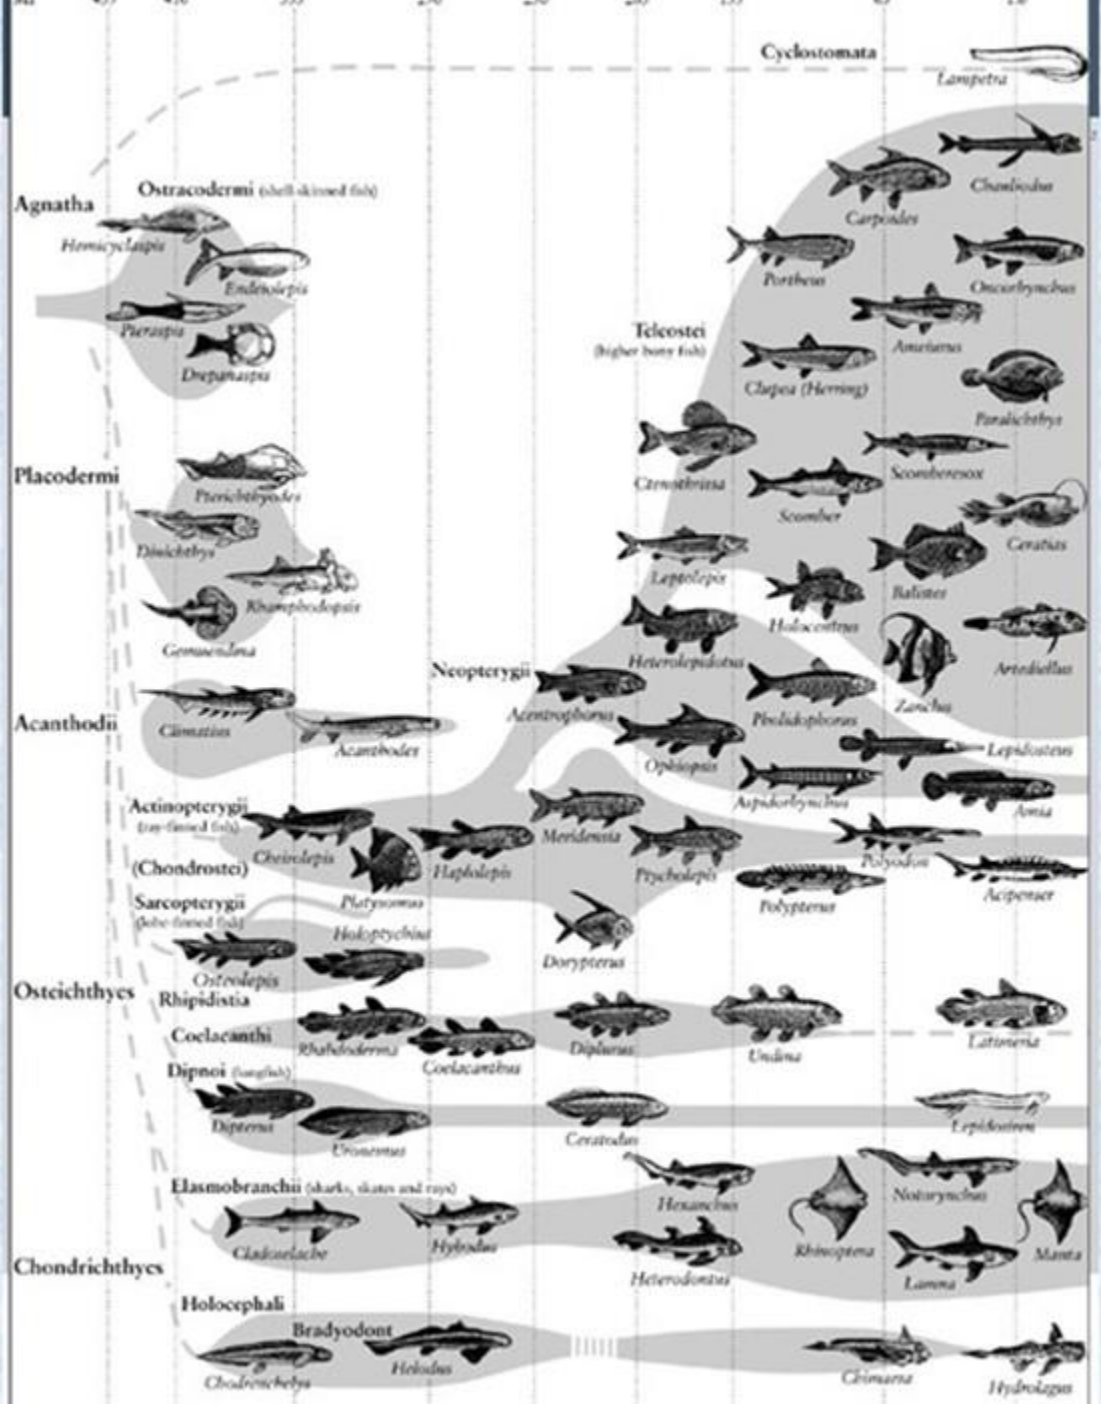 Cyclostomata
Lampetra
Chauliodus
Agnatha
Ostracodermi (shell-skinned fish)
Carpoides
Hemicyclaspis
Portheus
Oncorhynchus
Endeiolepis
Pteraspis
Teleostei
(higher bony fish)
Ameiurus
Drepanaspis
Clupea (Herring)
Paralichthys
Placodermi
Ctenothrissa
Scomberesox
Pterichthyodes
Scomber
Dinichthys
Ceratias
Leptolepis
Balistes
Rhamphodopsis
Holocentrus
Gemuendina
Heterolepidotus
Artediellus
Neopterygii
Zanclus
Acanthodii
Climatius
Acentrophorus
Pholidophorus
Acanthodes
Lepidosteus
Ophiopsis
Aspidorhynchus
Amia
Actinopterygii
(ray-finned fish)
Meridensia
Cheirolepis
Haplolepis
Ptycholepis
Polyodon
(Chondrostei)
Platysomus
Polypterus
Acipenser
Sarcopterygii
(lobe-finned fish)
Holoptychius
Dorypterus
Osteolepis
Osteichthyes
Rhipidistia
Coelacanthi
Rhabdoderma
Diplurus
Undina
Latimeria
Coelacanthus
Dipnoi (lungfish)
Dipterus
Ceratodus
Lepidosiren
Uronemus
Elasmobranchii (sharks, skates and rays)
Hexanchus
Notorynchus
Cladoselache
Hybodus
Rhinoptera
Manta
Chondrichthyes
Heterodontus
Lamna
Holocephali
Bradyodont
Helodus
Chimaera
Chodrenchelys
Hydrolagus